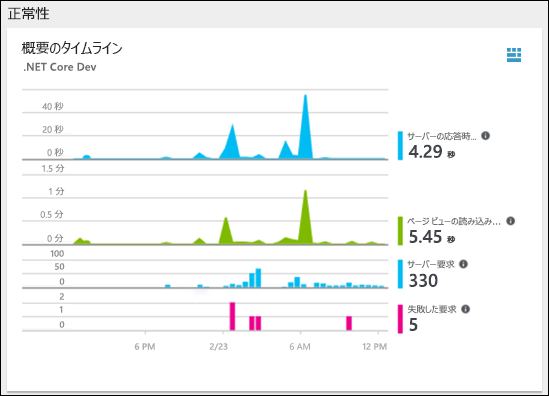 正常性
概要のタイムライン
.NET Core Dev
40 秒
20 秒
0 秒
サーバーの応答時...
4.29 秒
1.5 分
1 分
0.5 分
0 分
ページ ビューの読み込み...
5.45 秒
100
50
0
サーバー要求
330
2
1
0
失敗した要求
5
6 PM
2/23
6 AM
12 PM